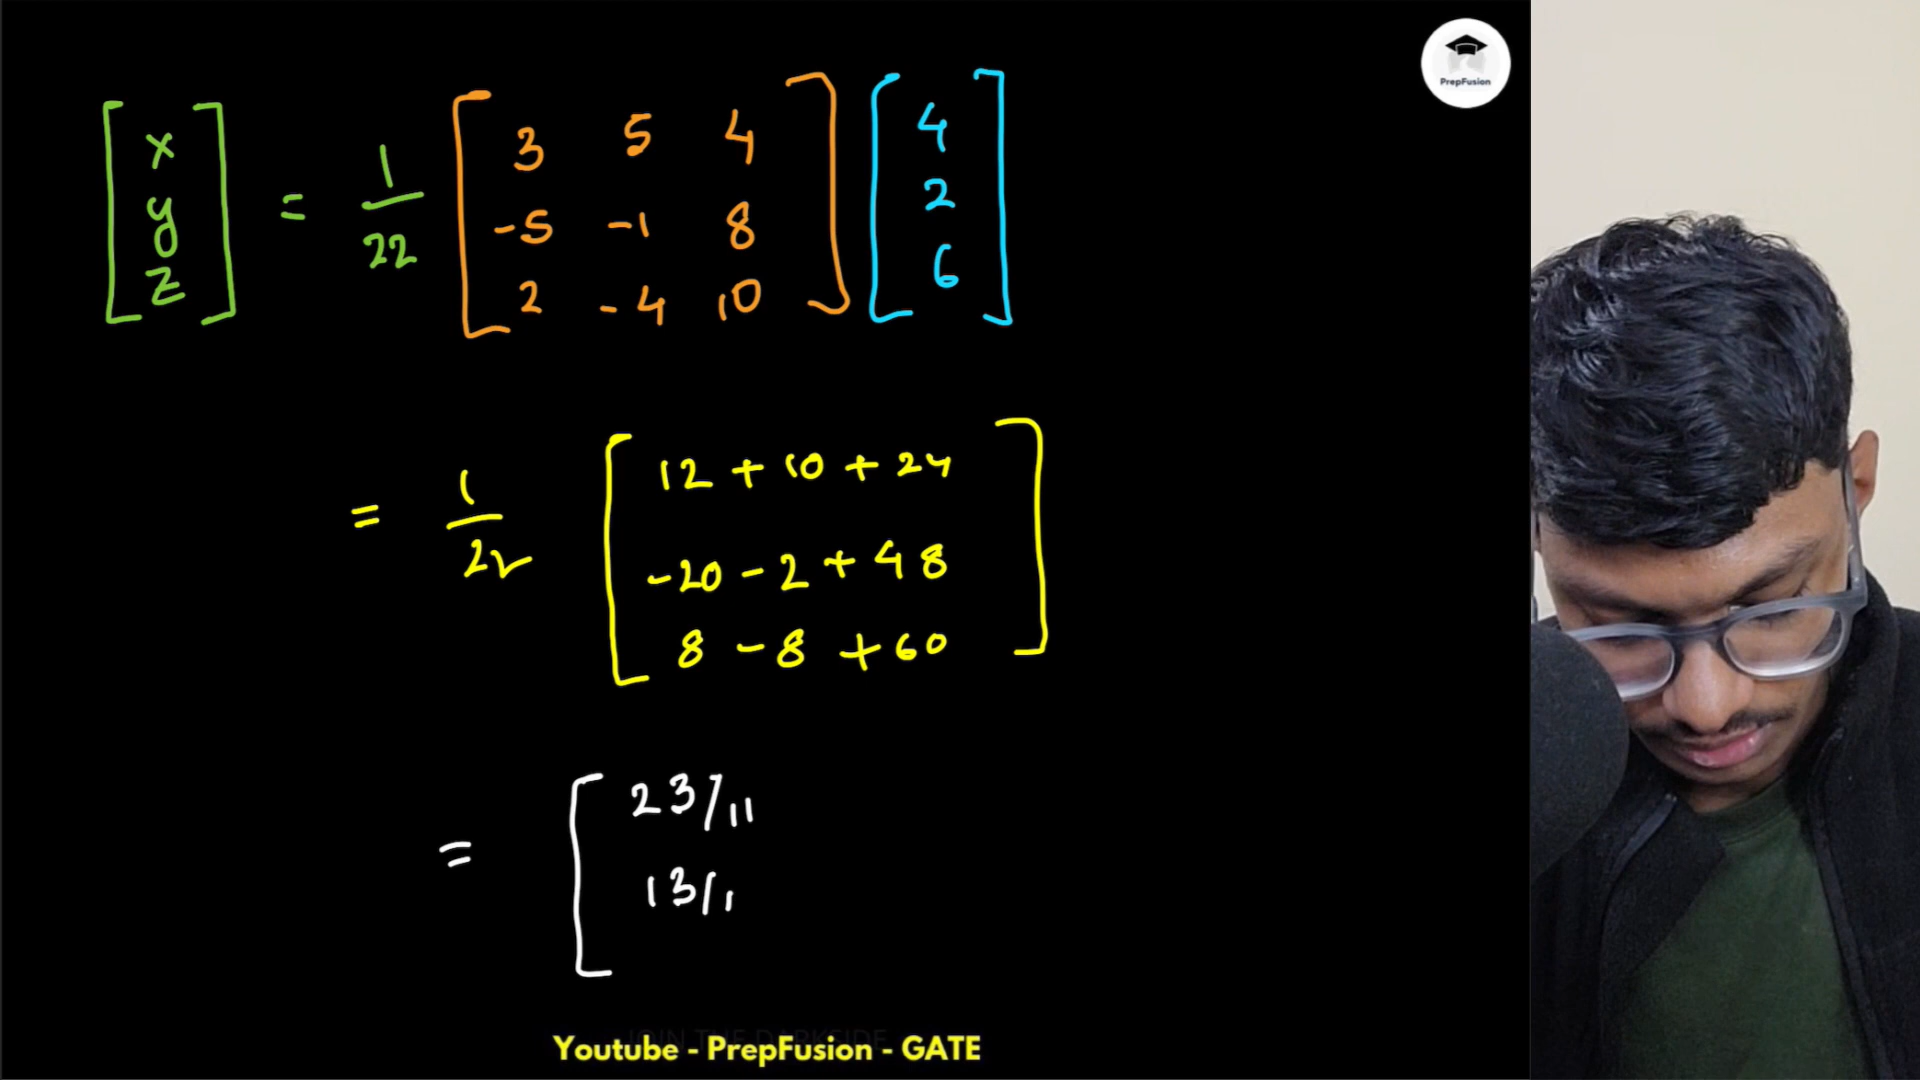 PrepFusion
[x y z] = 1/22 [3 5 4
-5 -1 8
2 -4 10] [4
2
6]
= 1/22 [12 + 10 + 24
-20 - 2 + 48
8 - 8 + 60]
= [23/11
13/1
Youtube - PrepFusion - GATE